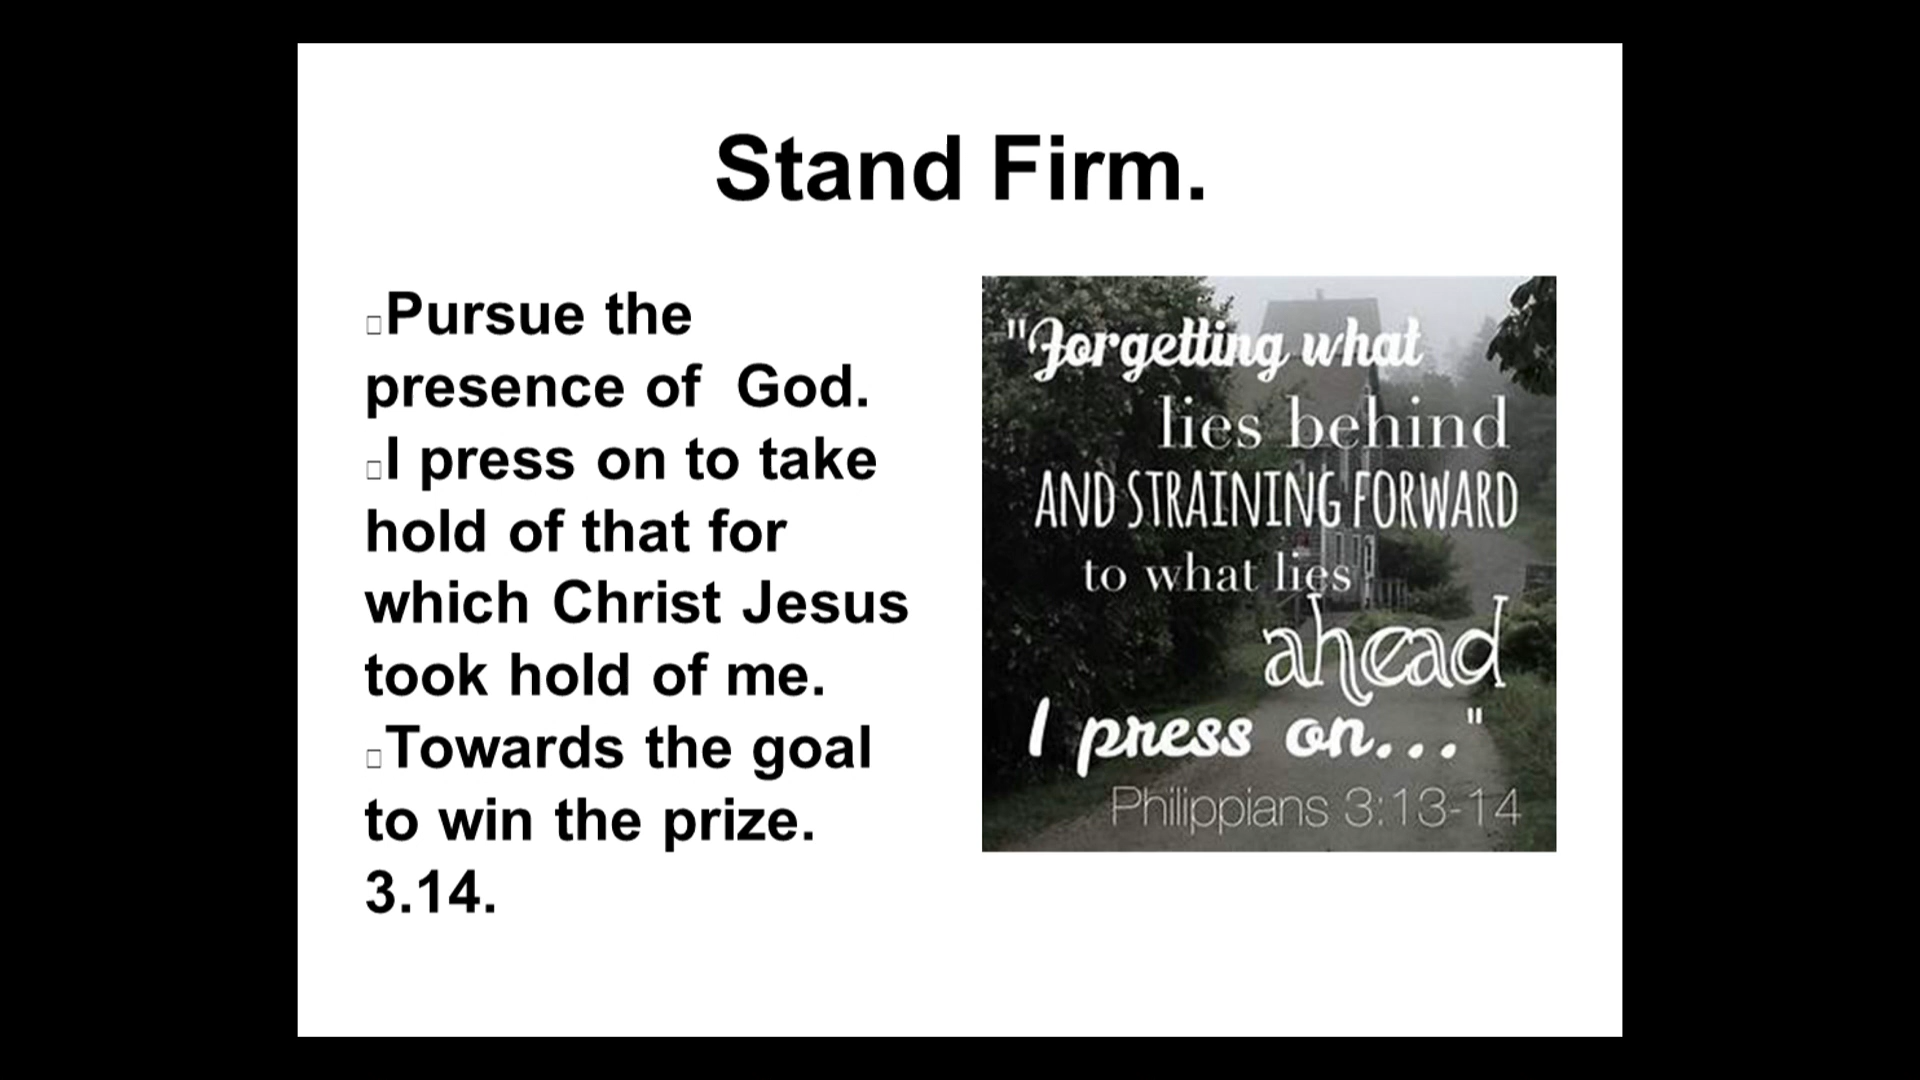 Stand Firm.
Pursue the
presence of  God.
I press on to take
hold of that for
which Christ Jesus
took hold of me.
Towards the goal
to win the prize.
3.14.
"Forgetting what
lies behind
AND STRAINING FORWARD
to what lies
ahead
I press on..."
Philippians 3:13-14